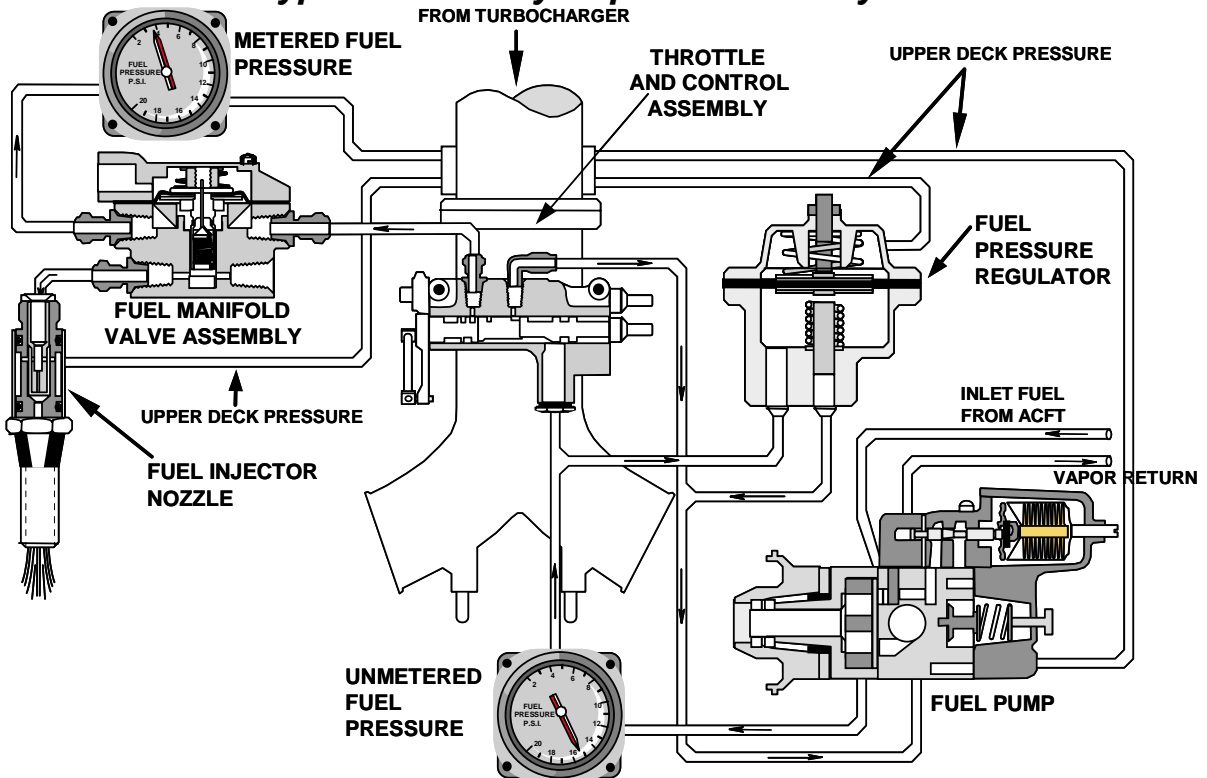 FROM TURBOCHARGER
METERED FUEL
PRESSURE
2
4
6
8
10
12
14
16
18
20
FUEL
PRESSURE
P.S.I.
THROTTLE
AND CONTROL
ASSEMBLY
UPPER DECK PRESSURE
FUEL
PRESSURE
REGULATOR
FUEL MANIFOLD
VALVE ASSEMBLY
UPPER DECK PRESSURE
INLET FUEL
FROM ACFT
FUEL INJECTOR
NOZZLE
VAPOR RETURN
UNMETERED
FUEL
PRESSURE
2
4
6
8
10
12
14
16
18
20
FUEL
PRESSURE
P.S.I.
FUEL PUMP